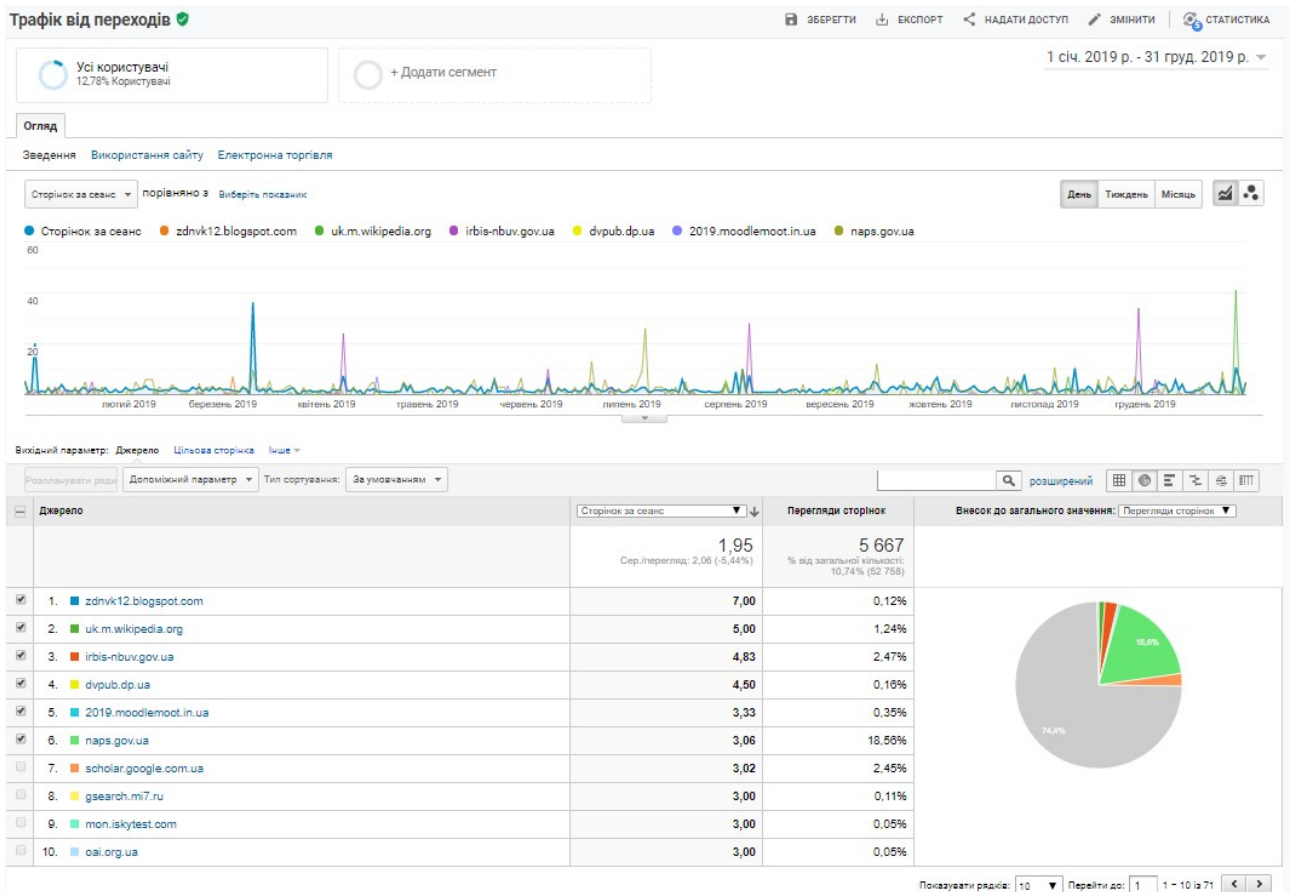 Трафік від переходів
ЗБЕРЕГТИ ЕКСПОРТ НАДАТИ ДОСТУП ЗМІНИТИ 5 СТАТИСТИКА
Усі користувачі
12,78% Користувачі
+ Додати сегмент
1 січ. 2019 р. - 31 груд. 2019 р.
Огляд
Зведення Використання сайту Електронна торгівля
Сторінок за сеанс порівняно з Виберіть показник
День Тиждень Місяць
Сторінок за сеанс zdnvk12.blogspot.com uk.m.wikipedia.org irbis-nbuv.gov.ua dvpub.dp.ua 2019.moodlemoot.in.ua naps.gov.ua
60
40
20
лютий 2019 березень 2019 квітень 2019 травень 2019 червень 2019 липень 2019 серпень 2019 вересень 2019 жовтень 2019 листопад 2019 грудень 2019
Вихідний параметр: Джерело Цільова сторінка Інше
Розпланувати ряди Допоміжний параметр Тип сортування: За умовчанням розширений
Джерело Сторінок за сеанс Перегляди сторінок Внесок до загального значення: Перегляди сторінок
1,95 5 667
Сер./перегляд: 2,06 (-5,44%) % від загальної кількості:
10,74% (52 758)
1. zdnvk12.blogspot.com 7,00 0,12%
2. uk.m.wikipedia.org 5,00 1,24%
3. irbis-nbuv.gov.ua 4,83 2,47%
4. dvpub.dp.ua 4,50 0,16%
5. 2019.moodlemoot.in.ua 3,33 0,35%
6. naps.gov.ua 3,06 18,56%
7. scholar.google.com.ua 3,02 2,45%
8. gsearch.mi7.ru 3,00 0,11%
9. mon.iskytest.com 3,00 0,05%
10. oai.org.ua 3,00 0,05%
18,6%
74,4%
Показувати рядків: 10 Перейти до: 1 1 - 10 із 71